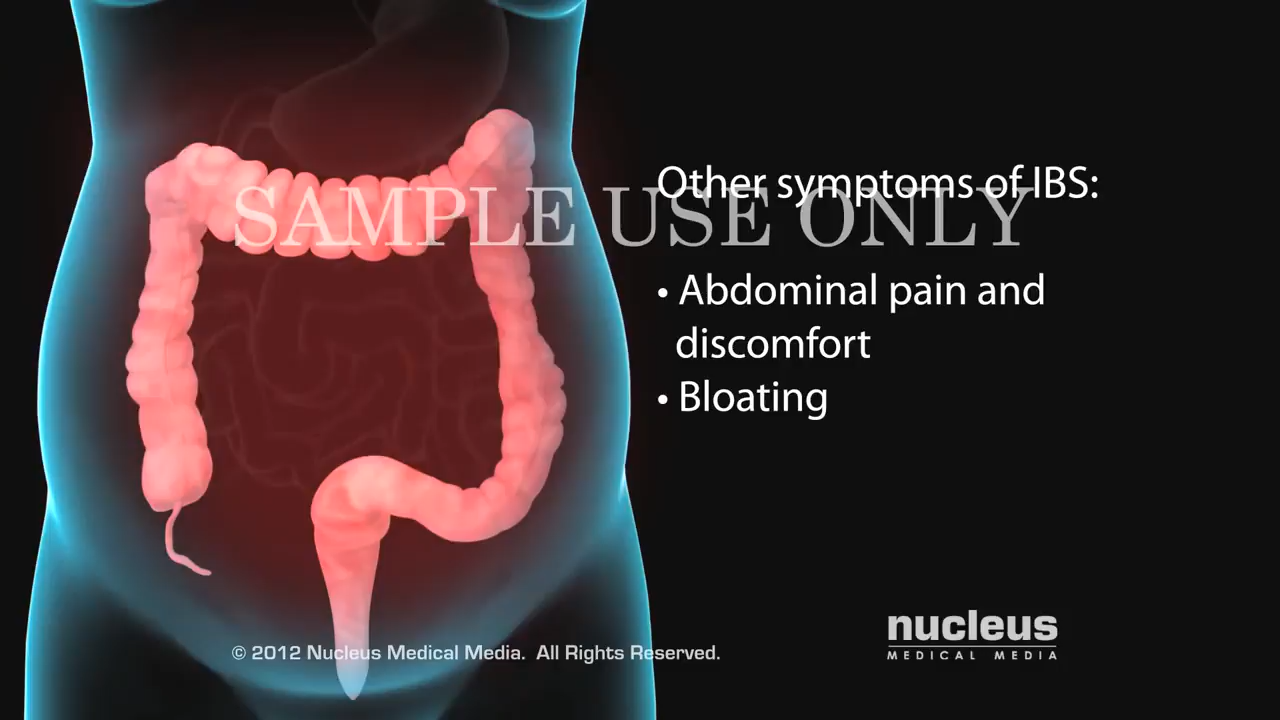 Other symptoms of IBS:
SAMPLE USE ONLY
• Abdominal pain and
discomfort
• Bloating
nucleus
MEDICAL MEDIA
© 2012 Nucleus Medical Media. All Rights Reserved.